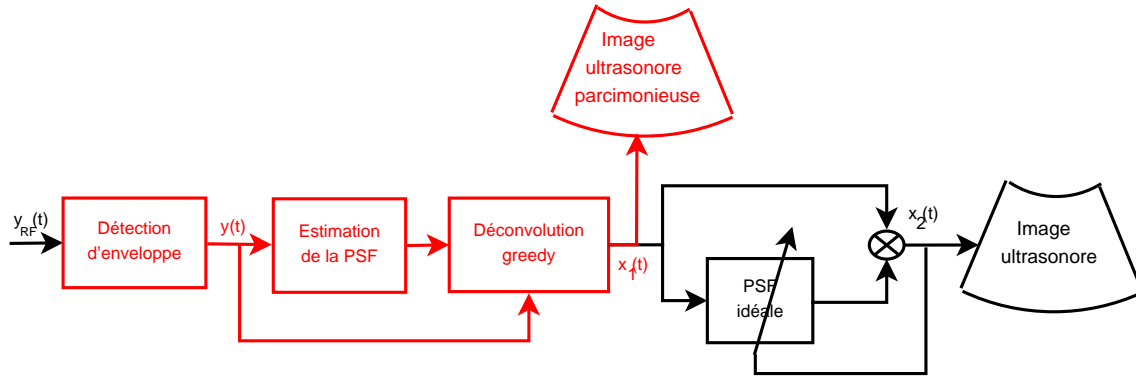 Image
ultrasonore
parcimonieuse
y_RF(t)
Détection
d'enveloppe
y(t)
Estimation
de la PSF
Déconvolution
greedy
x_1(t)
PSF
idéale
x_2(t)
Image
ultrasonore